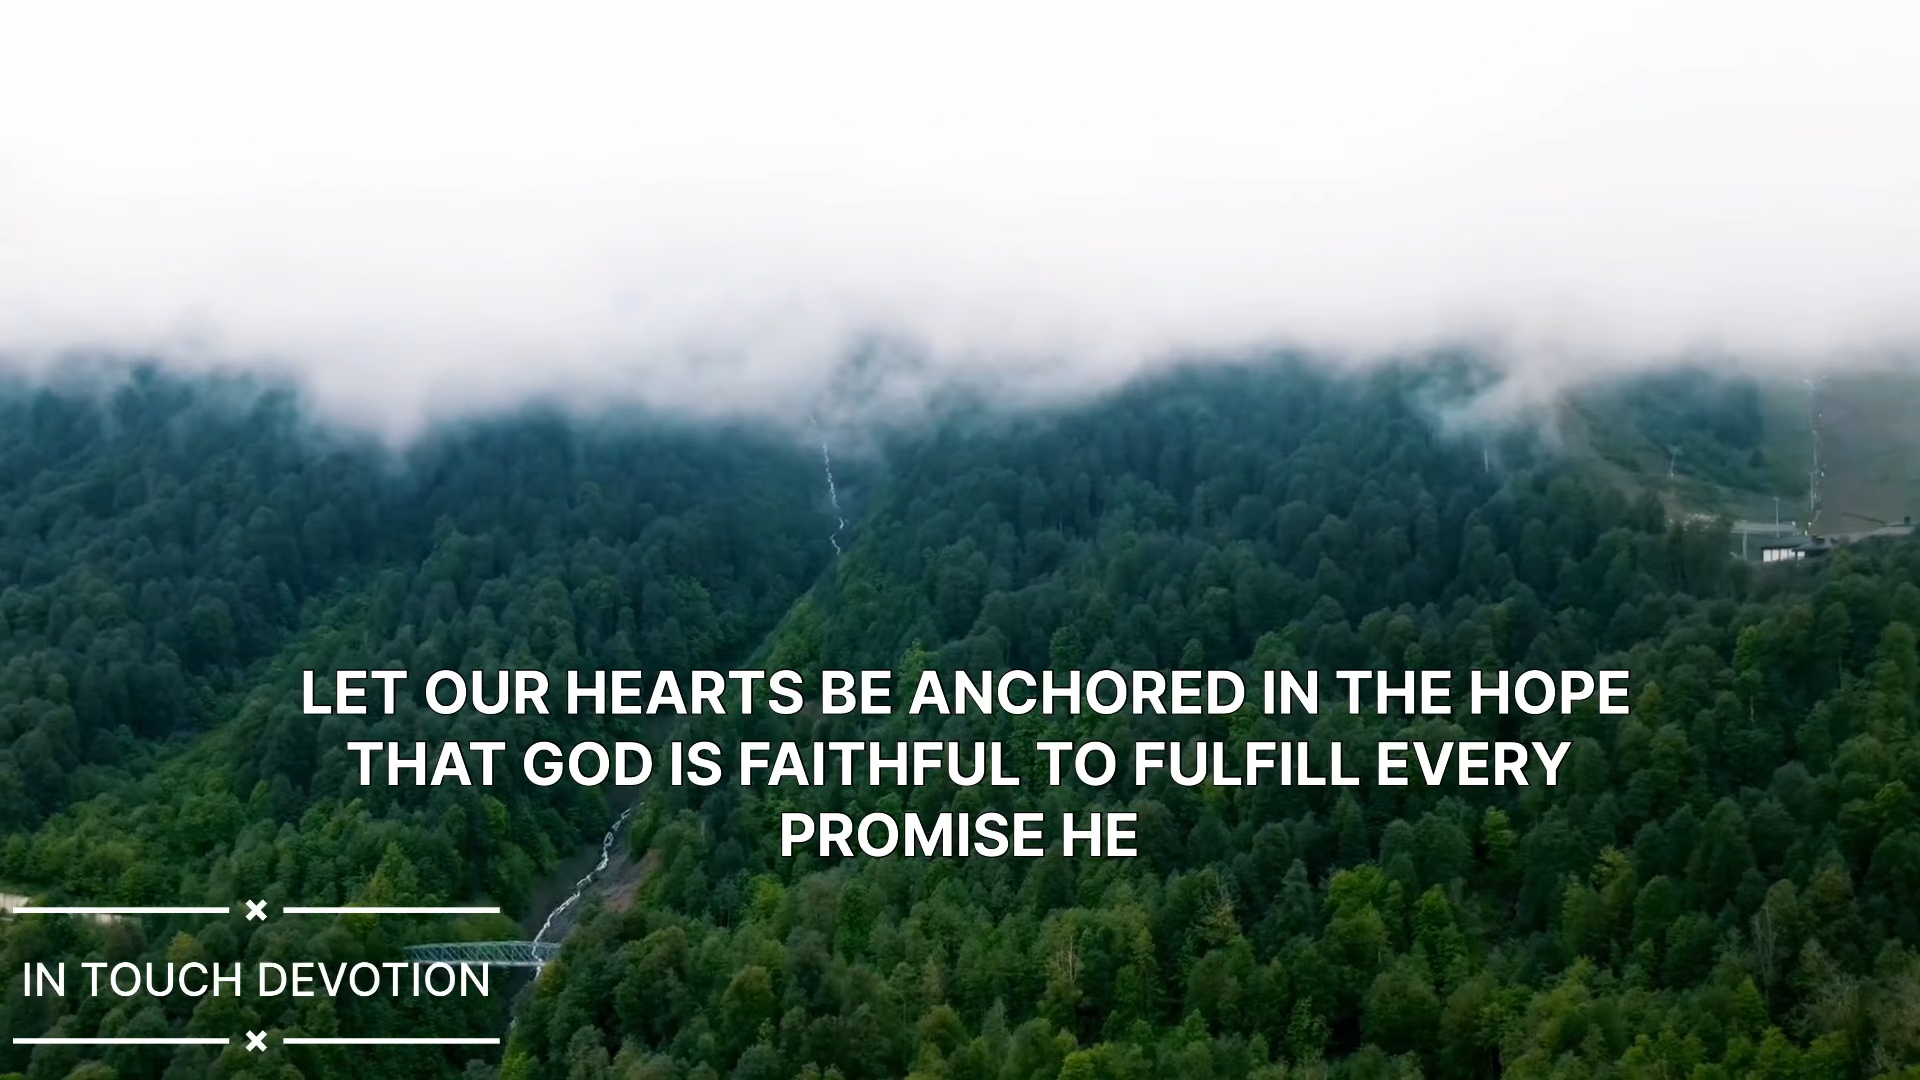 LET OUR HEARTS BE ANCHORED IN THE HOPE
THAT GOD IS FAITHFUL TO FULFILL EVERY
PROMISE HE
IN TOUCH DEVOTION